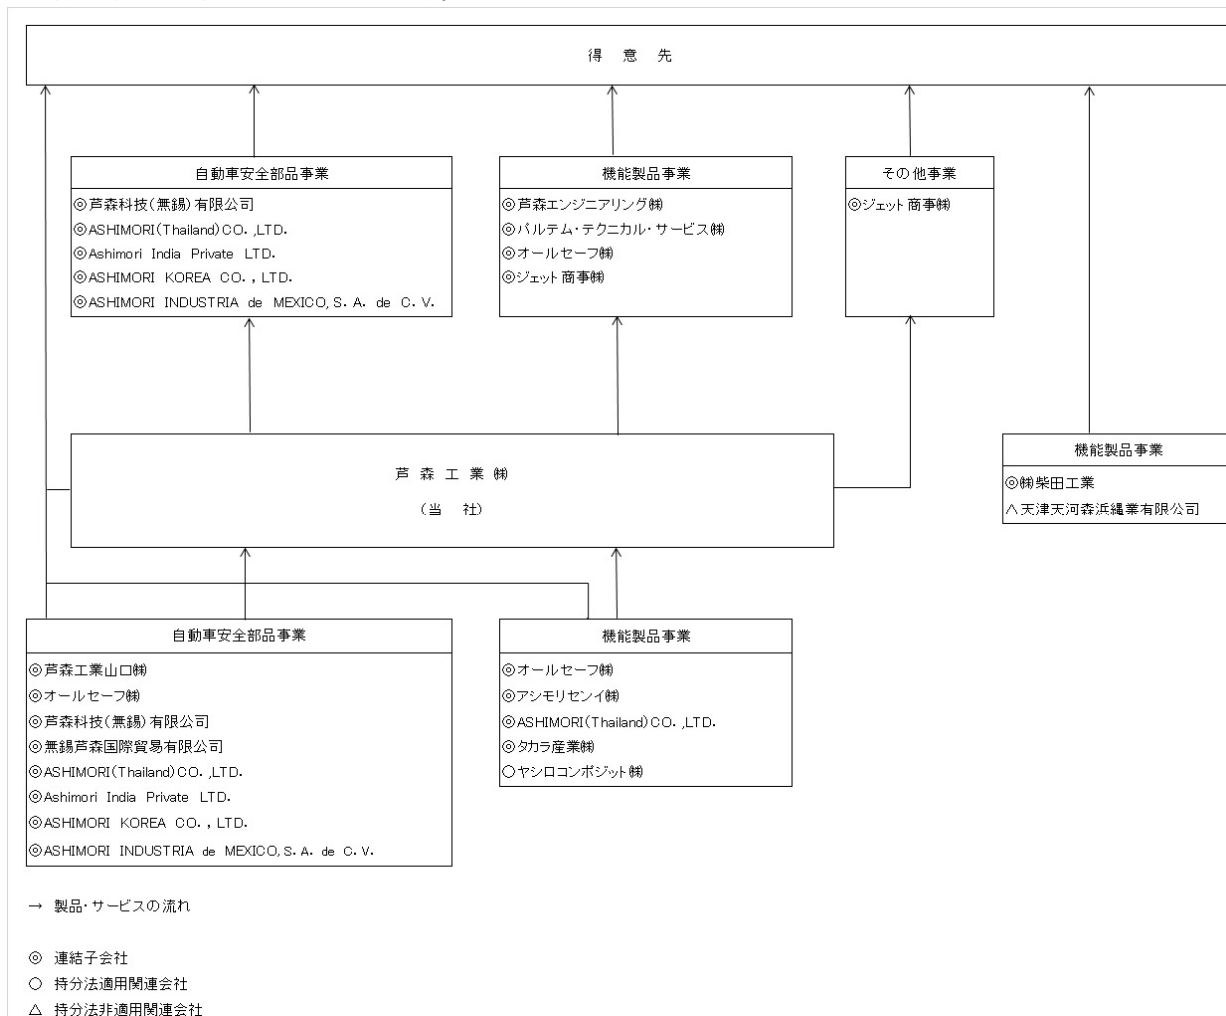 得 意 先
自動車安全部品事業
◎芦森科技(無錫)有限公司
◎ASHIMORI(Thailand)CO.,LTD.
◎Ashimori India Private LTD.
◎ASHIMORI KOREA CO., LTD.
◎ASHIMORI INDUSTRIA de MEXICO,S. A. de C. V.
機能製品事業
◎芦森エンジニアリング㈱
◎パルテム・テクニカル・サービス㈱
◎オールセーフ㈱
◎ジェット商事㈱
その他事業
◎ジェット商事㈱
芦 森 工 業 ㈱
(当 社)
機能製品事業
◎㈱柴田工業
△天津天河森浜縄業有限公司
自動車安全部品事業
◎芦森工業山口㈱
◎オールセーフ㈱
◎芦森科技(無錫)有限公司
◎無錫芦森国際貿易有限公司
◎ASHIMORI(Thailand)CO.,LTD.
◎Ashimori India Private LTD.
◎ASHIMORI KOREA CO., LTD.
◎ASHIMORI INDUSTRIA de MEXICO,S. A. de C. V.
機能製品事業
◎オールセーフ㈱
◎アシモリセンイ㈱
◎ASHIMORI(Thailand)CO.,LTD.
◎タカラ産業㈱
○ヤシロコンポジット㈱
→ 製品・サービスの流れ
◎ 連結子会社
○ 持分法適用関連会社
△ 持分法非適用関連会社